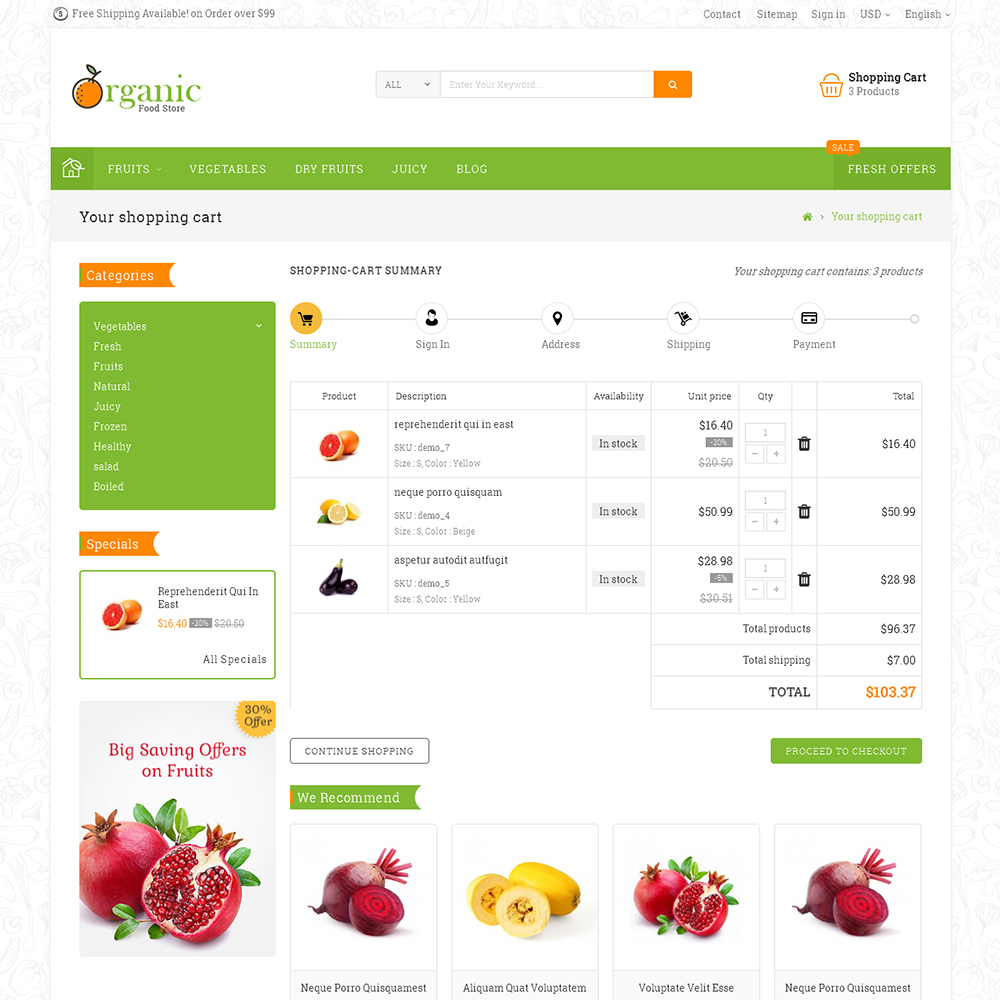 Free Shipping Available! on Order over $99
Contact Sitemap Sign in USD English
Organic
Food Store
ALL Enter Your Keyword...
Shopping Cart
3 Products
SALE
FRUITS VEGETABLES DRY FRUITS JUICY BLOG FRESH OFFERS
Your shopping cart
Your shopping cart
Categories
Vegetables
Fresh
Fruits
Natural
Juicy
Frozen
Healthy
salad
Boiled
Specials
Reprehenderit Qui In
East
$16.40 -20% $20.50
All Specials
30%
Offer
Big Saving Offers
on Fruits
SHOPPING-CART SUMMARY
Your shopping cart contains: 3 products
Summary Sign In Address Shipping Payment
Product Description Availability Unit price Qty Total
reprehenderit qui in east
SKU : demo_7
Size : S, Color : Yellow
In stock
$16.40
-20%
$20.50
1
- +
$16.40
neque porro quisquam
SKU : demo_4
Size : S, Color : Beige
In stock
$50.99
1
- +
$50.99
aspetur autodit autfugit
SKU : demo_5
Size : S, Color : Yellow
In stock
$28.98
-5%
$30.51
1
- +
$28.98
Total products $96.37
Total shipping $7.00
TOTAL $103.37
CONTINUE SHOPPING
PROCEED TO CHECKOUT
We Recommend
Neque Porro Quisquamest
Aliquam Quat Voluptatem
Voluptate Velit Esse
Neque Porro Quisquamest